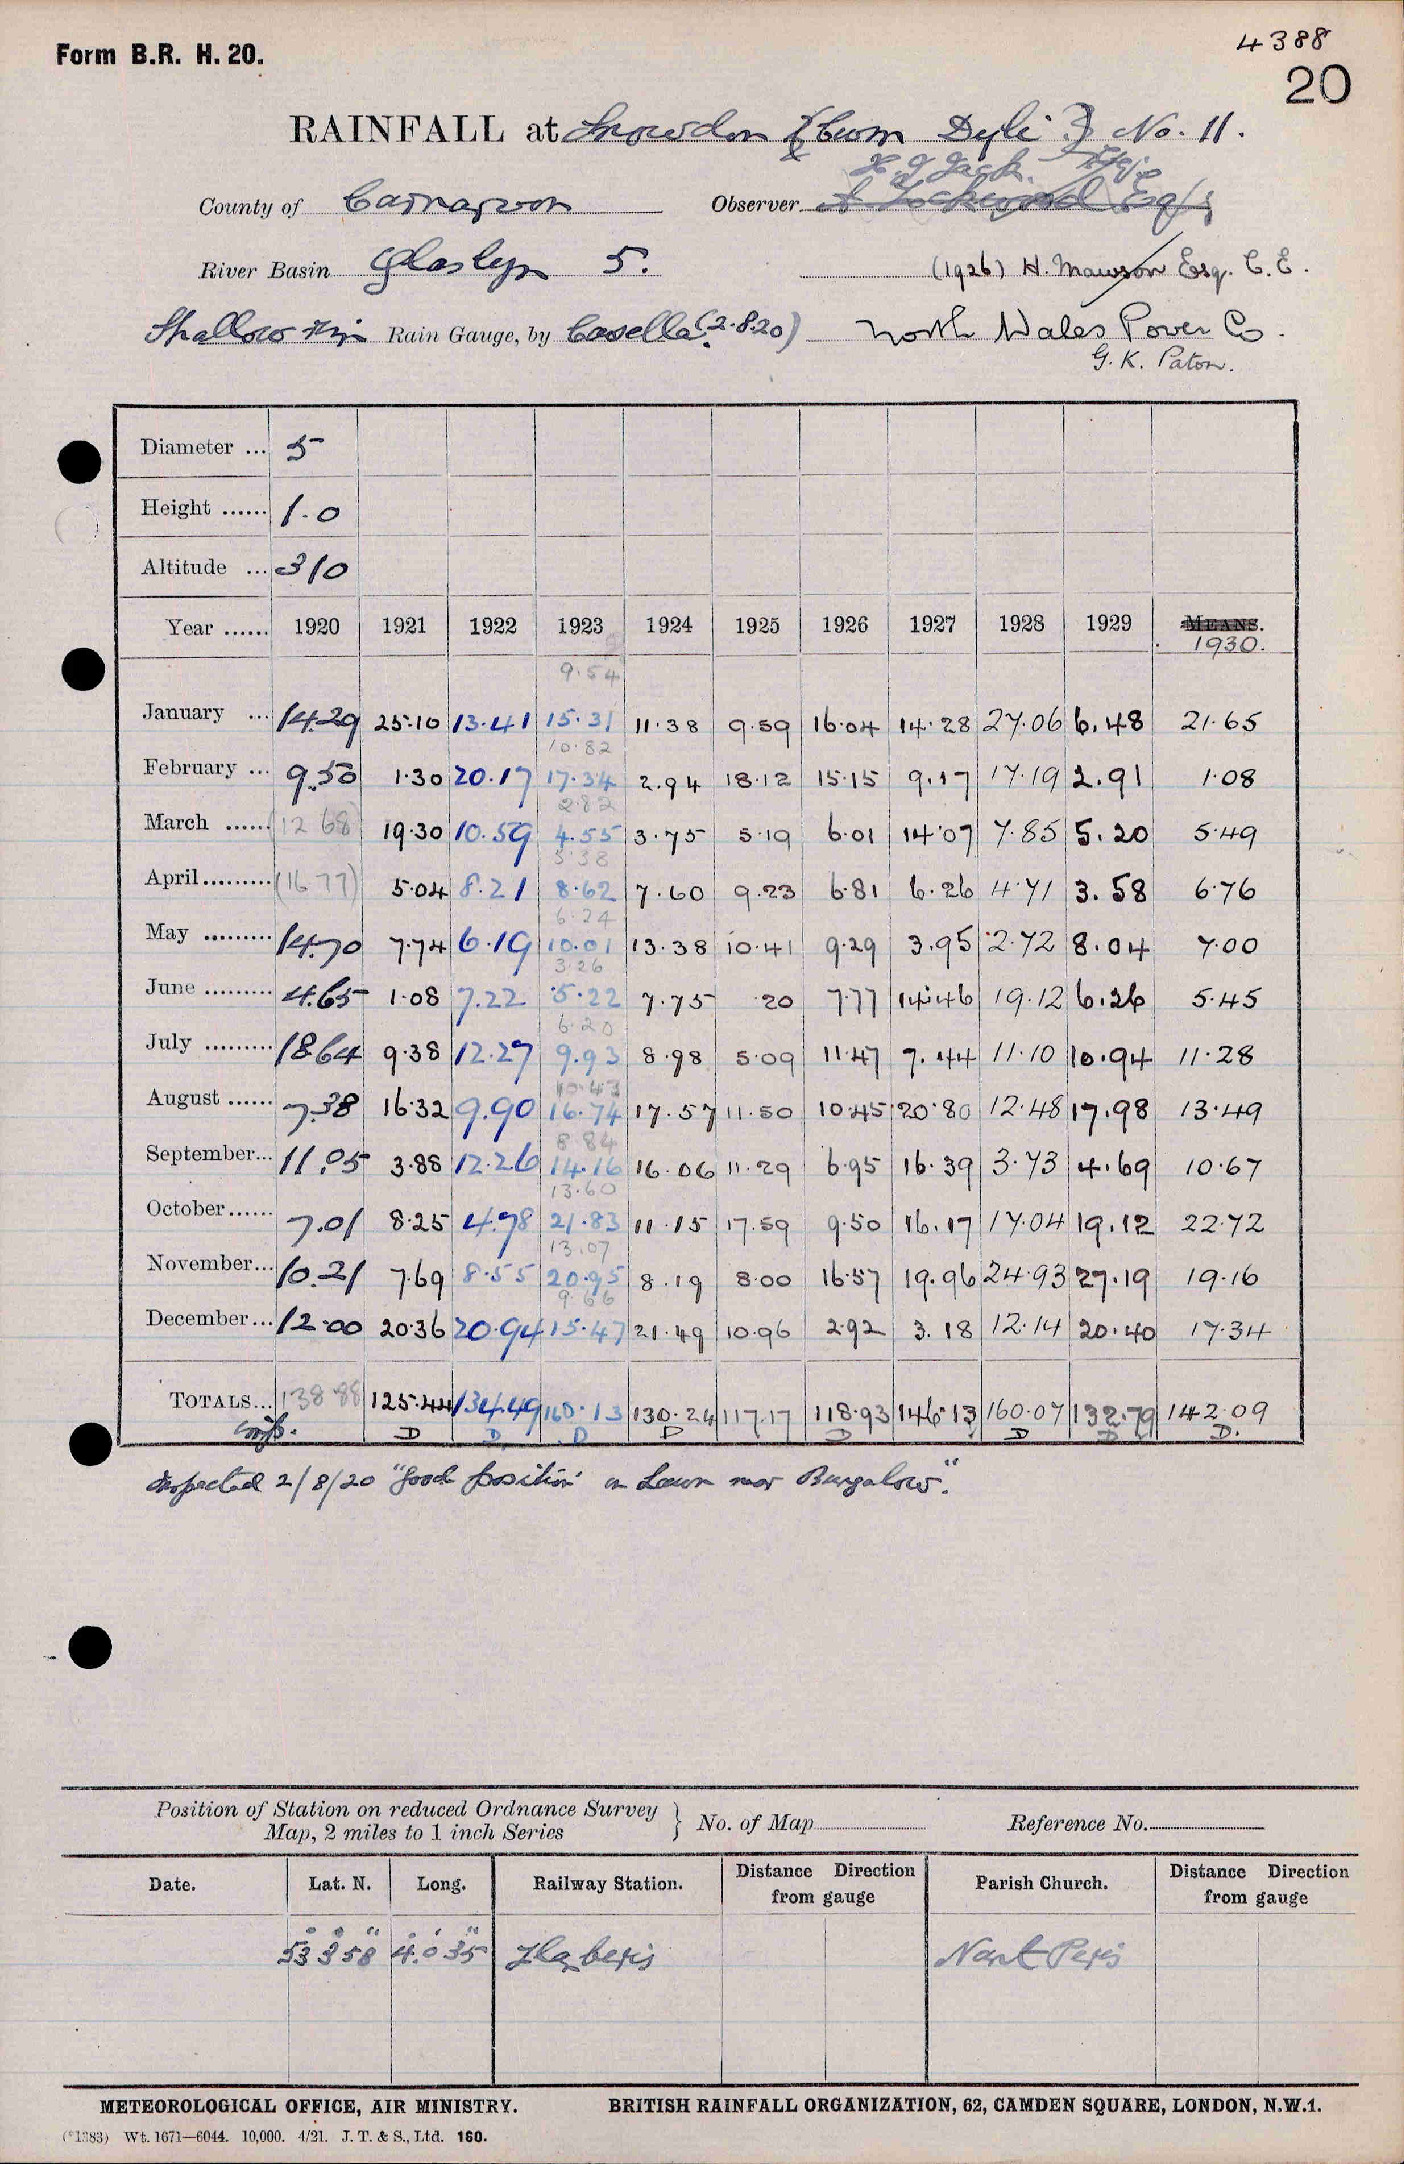 4388
Form B.R. H. 20.
20
RAINFALL at Snowdon (Cwm Dyli) No. 11.
H. J. Jack
County of Carnarvon Observer A Lockwood Esq
River Basin Glaslyn 5. (1926) H. Mawson Esq. C. E.
Rain Gauge, by Casella (2.8.20) North Wales Power Co.
G. K. Paton.
Diameter ... 5
Height ...... 1.0
Altitude ... 310
Year ...... 1920 1921 1922 1923 1924 1925 1926 1927 1928 1929 MEANS.
1930.
9.54
January ... 14.29 25.10 13.41 15.31 11.38 9.59 16.04 14.28 27.06 6.48 21.65
10.82
February ... 9.50 1.30 20.17 17.34 2.94 18.12 15.15 9.17 17.19 2.91 1.08
2.82
March ...... (12.68) 19.30 10.59 4.55 3.75 5.19 6.01 14.07 7.85 5.20 5.49
5.38
April ......... (16.77) 5.04 8.21 8.62 7.60 9.23 6.81 6.26 4.71 3.58 6.76
6.24
May ......... 14.70 7.74 6.19 10.01 13.38 10.41 9.29 3.95 2.72 8.04 7.00
3.26
June ......... 4.65 1.08 7.22 5.22 7.75 .20 7.77 14.46 19.12 6.26 5.45
6.20
July ......... 18.64 9.38 12.27 9.93 8.98 5.09 11.47 7.44 11.10 10.94 11.28
10.43
August ...... 7.38 16.32 9.90 16.74 17.57 11.50 10.45 20.80 12.48 17.98 13.49
8.84
September... 11.05 3.88 12.26 14.16 16.06 11.29 6.95 16.39 3.73 4.69 10.67
13.60
October...... 7.01 8.25 4.78 21.83 11.15 17.59 9.50 16.17 17.04 19.12 22.72
13.07
November... 10.21 7.69 8.55 20.95 8.19 8.00 16.57 19.96 24.93 27.19 19.16
9.66
December... 12.00 20.36 20.94 15.47 21.49 10.96 2.92 3.18 12.14 20.40 17.34
TOTALS... 138.88 125.44 134.49 160.13 130.24 117.17 118.93 146.13 160.07 132.79 142.09
D D D D D D D D.
Inspected 2/8/20 "Good position in Lawn near Bungalow."
Position of Station on reduced Ordnance Survey
Map, 2 miles to 1 inch Series } No. of Map Reference No.
Date. Lat. N. Long. Railway Station. Distance Direction from gauge Parish Church. Distance Direction from gauge
53° 3' 58" 4° 0' 35" Llanberis Nant Peris
METEOROLOGICAL OFFICE, AIR MINISTRY. BRITISH RAINFALL ORGANIZATION, 62, CAMDEN SQUARE, LONDON, N.W.1.
(*1383) Wt. 1671—6044. 10,000. 4/21. J. T. & S., Ltd. 160.